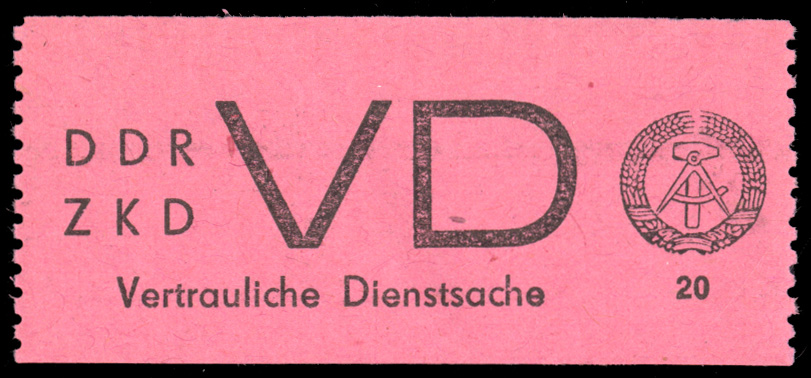 DDR
ZKD
VD
Vertrauliche Dienstsache
20